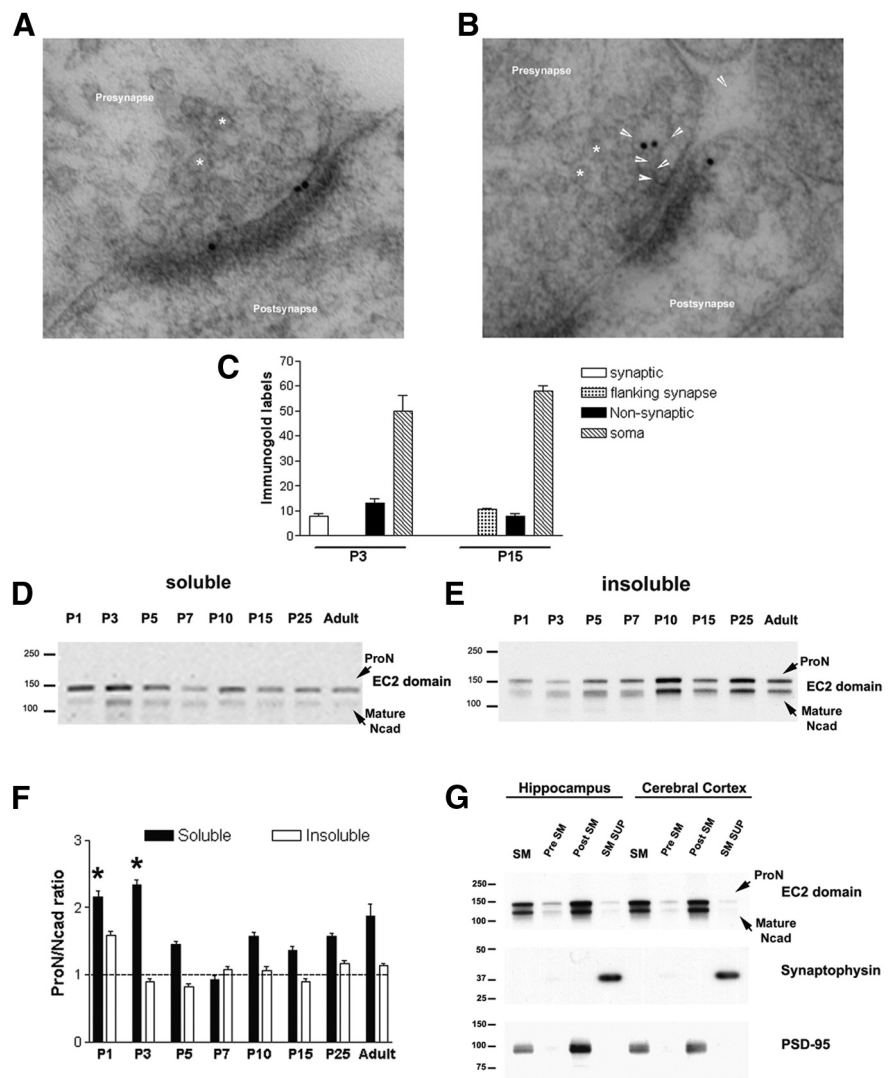 A
Presynapse
*
*
Postsynapse
B
Presynapse
*
*
Postsynapse
C
Immunogold labels
70
60
50
40
30
20
10
0
P3
P15
synaptic
flanking synapse
Non-synaptic
soma
D
soluble
P1 P3 P5 P7 P10 P15 P25 Adult
250
150
100
ProN
EC2 domain
Mature
Ncad
E
insoluble
P1 P3 P5 P7 P10 P15 P25 Adult
250
150
100
ProN
EC2 domain
Mature
Ncad
F
ProN/Ncad ratio
3
2
1
0
Soluble
Insoluble
*
*
P1 P3 P5 P7 P10 P15 P25 Adult
G
Hippocampus Cerebral Cortex
SM Pre SM Post SM SM SUP SM Pre SM Post SM SM SUP
250
150
100
ProN
EC2 domain
Mature
Ncad
50
37
25
Synaptophysin
150
100
75
PSD-95